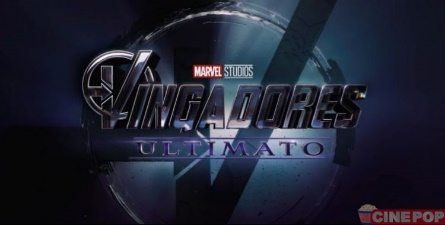 MARVEL STUDIOS
VINGADORES
ULTIMATO
CINEPOP